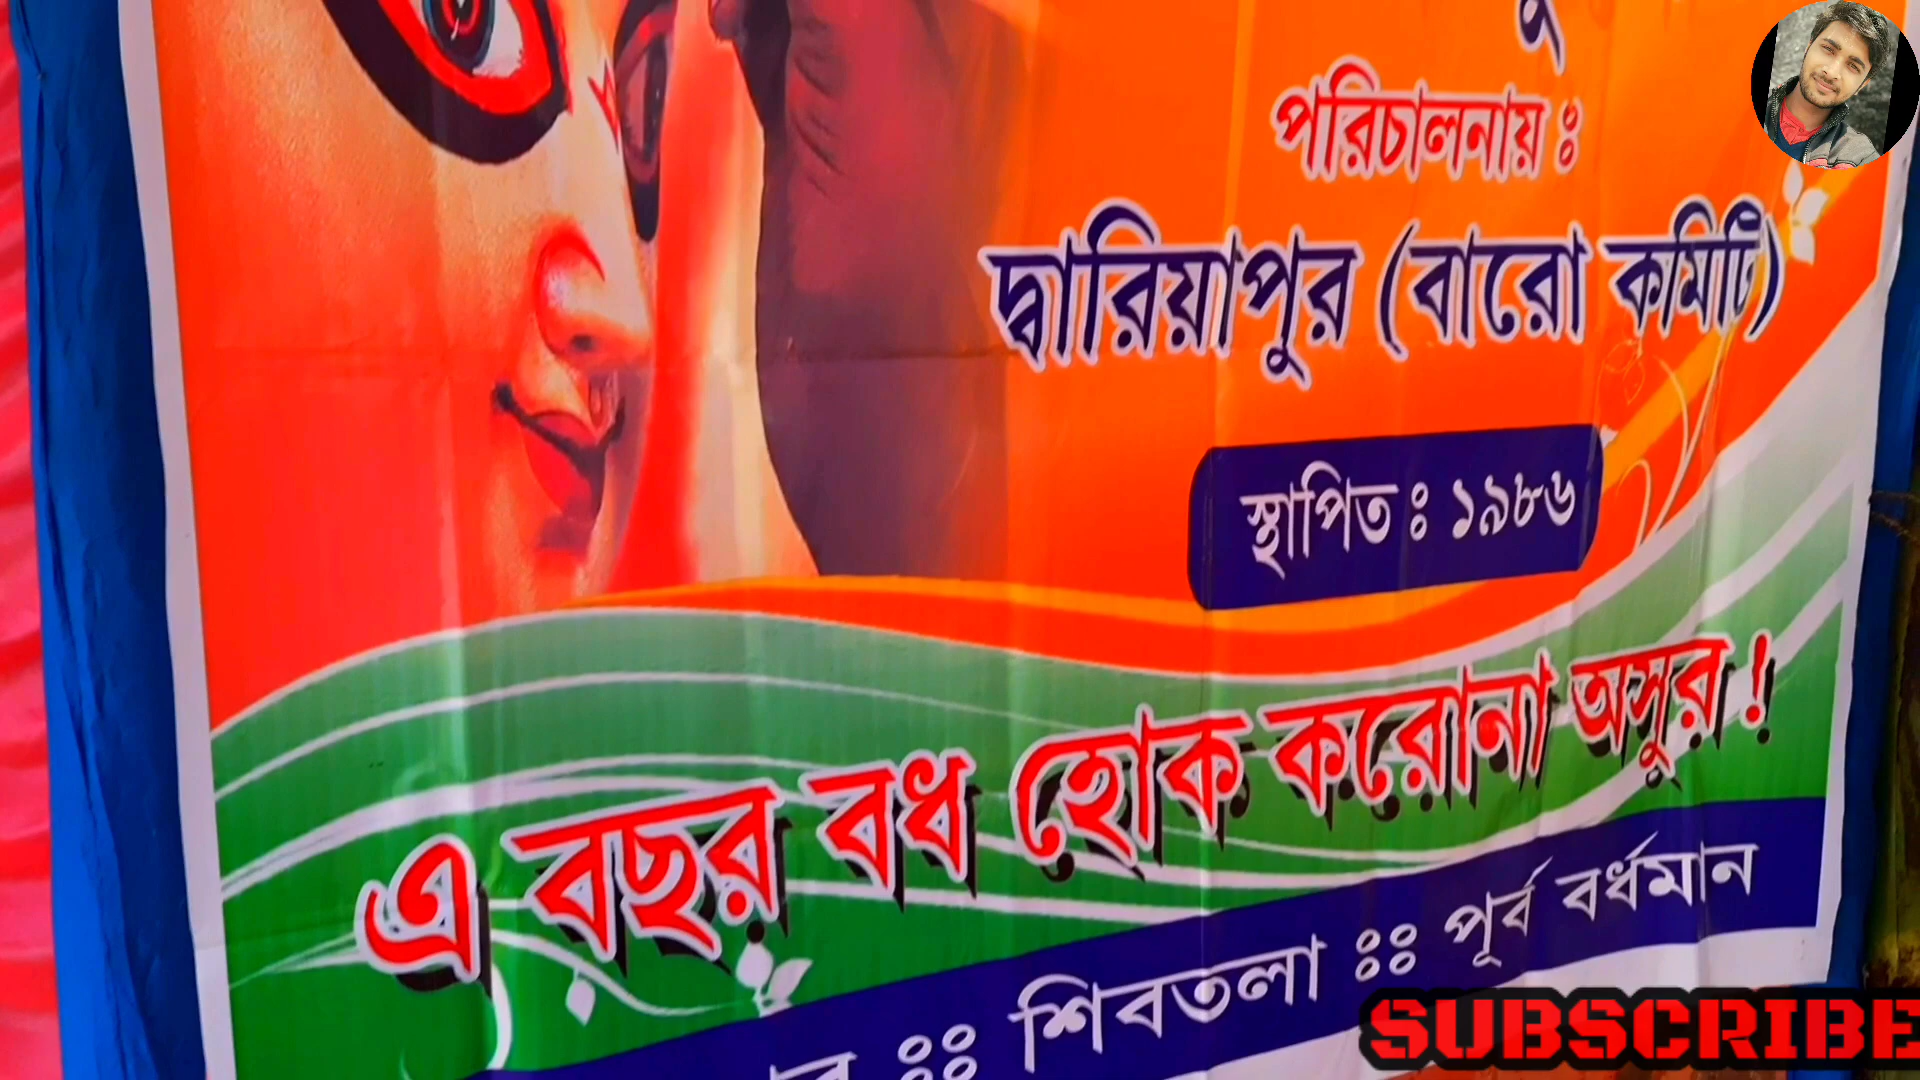 পরিচালনায় ঃ
দ্বারিয়াপুর (বারো কমিটি)
স্থাপিত ঃ ১৯৮৬
এ বছর বধ হোক করোনা অসুর !
ঃঃ শিবতলা ঃঃ পূর্ব বর্ধমান
SUBSCRIBE